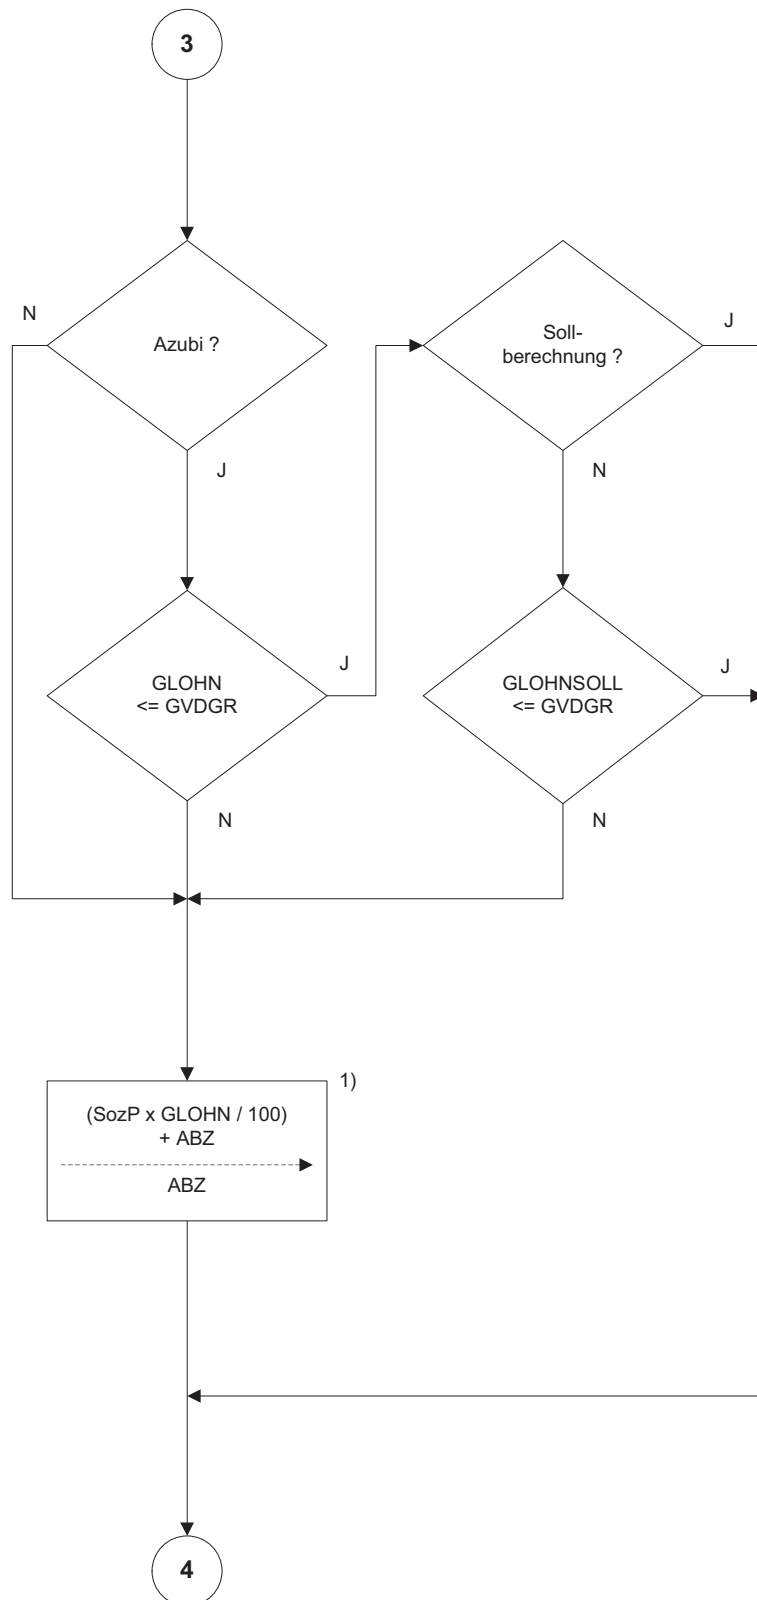 3
N
Azubi ?
J
Soll-
berechnung ?
J
N
GLOHN
<= GVDGR
J
N
GLOHNSOLL
<= GVDGR
J
N
1)
(SozP x GLOHN / 100)
+ ABZ
ABZ
4